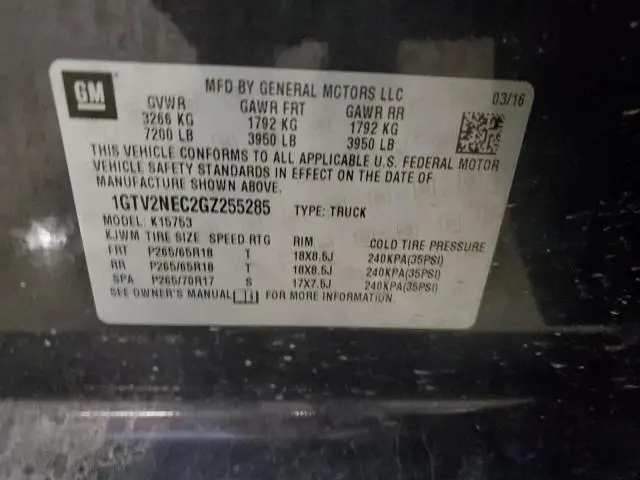 GM
MFD BY GENERAL MOTORS LLC
03/16
GVWR GAWR FRT GAWR RR
3266 KG 1792 KG 1792 KG
7200 LB 3950 LB 3950 LB
THIS VEHICLE CONFORMS TO ALL APPLICABLE U.S. FEDERAL MOTOR
VEHICLE SAFETY STANDARDS IN EFFECT ON THE DATE OF
MANUFACTURE SHOWN ABOVE.
1GTV2NEC2GZ255285 TYPE: TRUCK
MODEL: K15753
KJWM TIRE SIZE SPEED RTG RIM COLD TIRE PRESSURE
FRT P265/65R18 T 18X8.5J 240KPA(35PSI)
RR P265/65R18 T 18X8.5J 240KPA(35PSI)
SPA P265/70R17 S 17X7.5J 240KPA(35PSI)
SEE OWNER'S MANUAL FOR MORE INFORMATION.